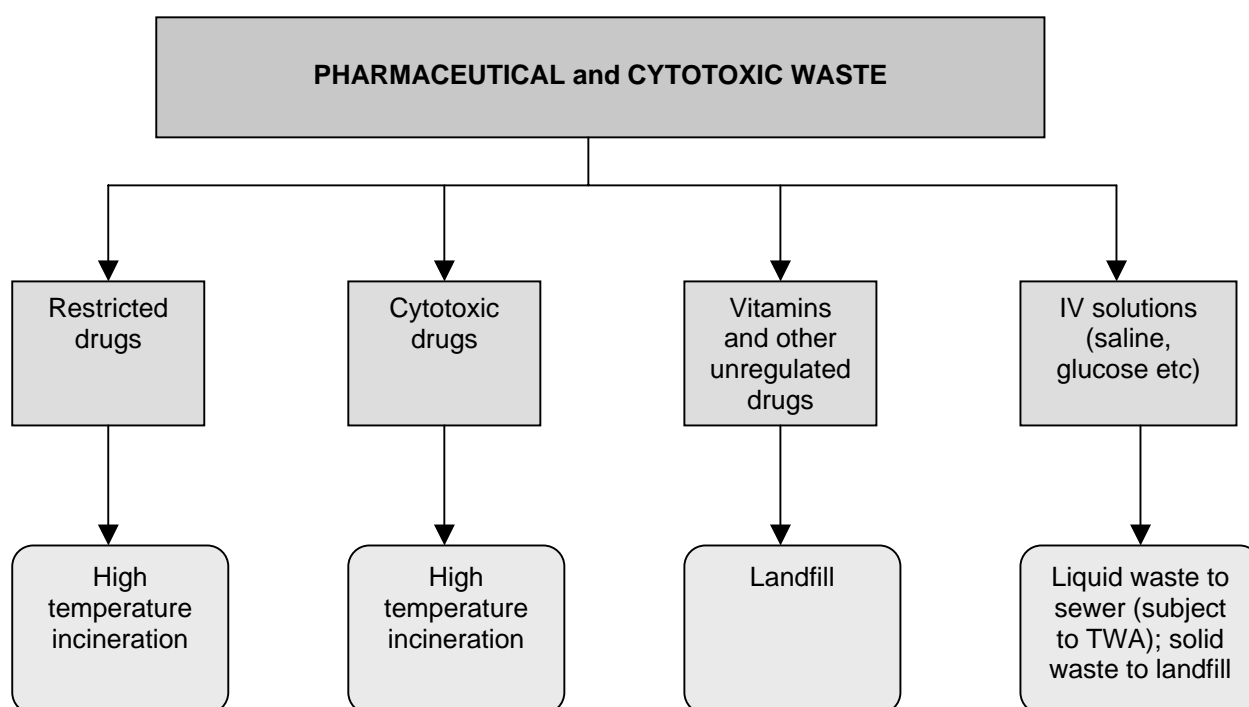 PHARMACEUTICAL and CYTOTOXIC WASTE
Restricted
drugs
Cytotoxic
drugs
Vitamins
and other
unregulated
drugs
IV solutions
(saline,
glucose etc)
High
temperature
incineration
High
temperature
incineration
Landfill
Liquid waste to
sewer (subject
to TWA); solid
waste to landfill